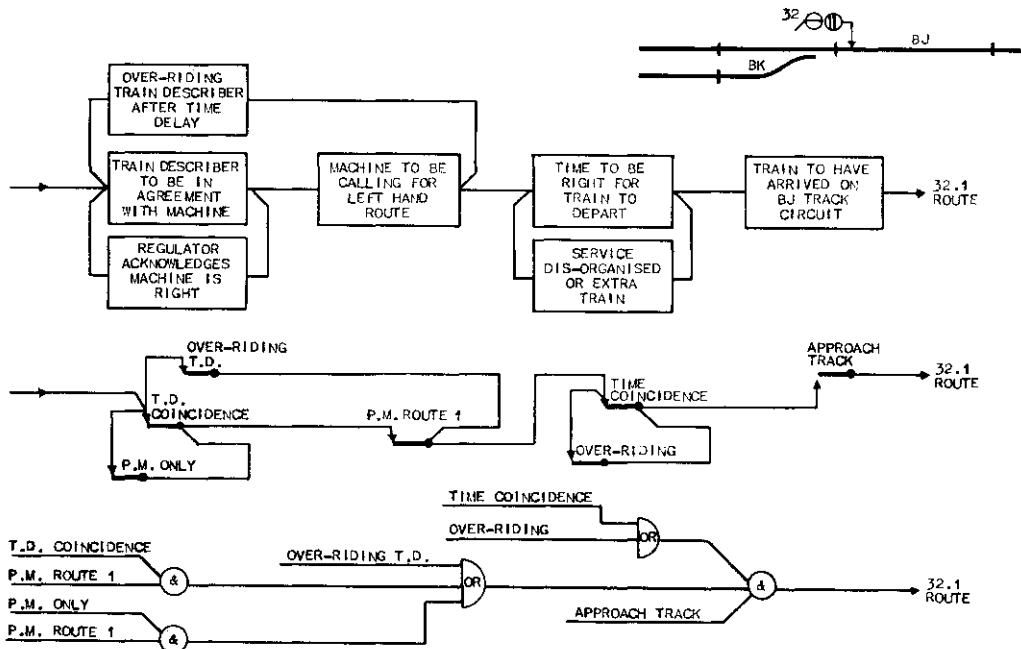 32
BJ
BK
OVER-RIDING
TRAIN DESCRIBER
AFTER TIME
DELAY
TRAIN DESCRIBER
TO BE IN
AGREEMENT
WITH MACHINE
REGULATOR
ACKNOWLEDGES
MACHINE IS
RIGHT
MACHINE TO BE
CALLING FOR
LEFT HAND
ROUTE
TIME TO BE
RIGHT FOR
TRAIN TO
DEPART
SERVICE
DIS-ORGANISED
OR EXTRA
TRAIN
TRAIN TO HAVE
ARRIVED ON
BJ TRACK
CIRCUIT
32.1
ROUTE
OVER-RIDING
T.D.
T.D.
COINCIDENCE
P.M. ONLY
P.M. ROUTE 1
TIME
COINCIDENCE
OVER-RIDING
APPROACH
TRACK
32.1
ROUTE
TIME COINCIDENCE
OVER-RIDING
OR
T.D. COINCIDENCE
P.M. ROUTE 1
&
P.M. ONLY
P.M. ROUTE 1
&
OVER-RIDING T.D.
OR
APPROACH TRACK
&
32.1
ROUTE